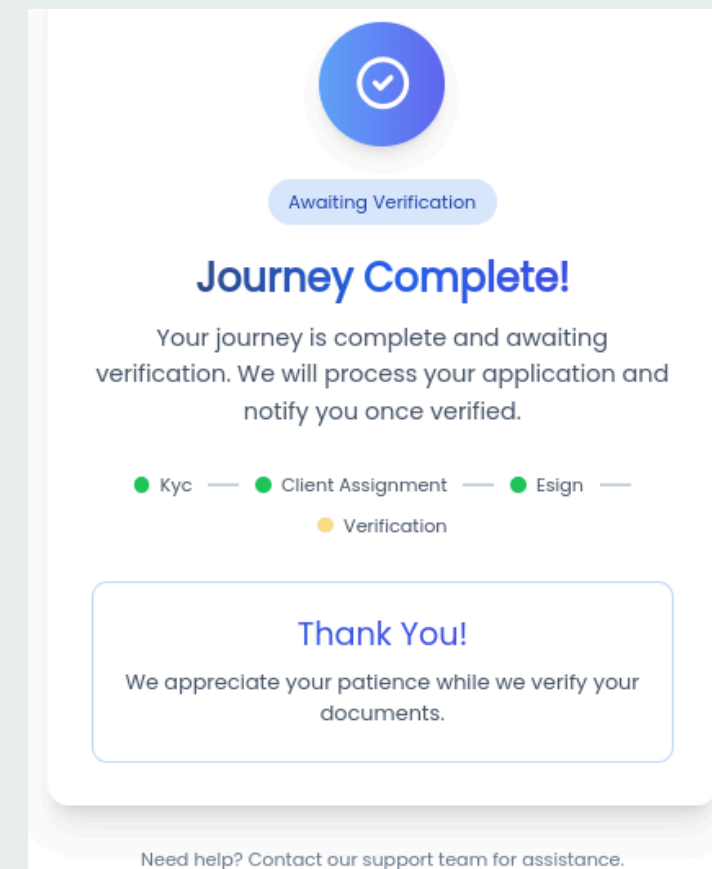 Awaiting Verification
Journey Complete!
Your journey is complete and awaiting
verification. We will process your application and
notify you once verified.
Kyc Client Assignment Esign
Verification
Thank You!
We appreciate your patience while we verify your
documents.
Need help? Contact our support team for assistance.